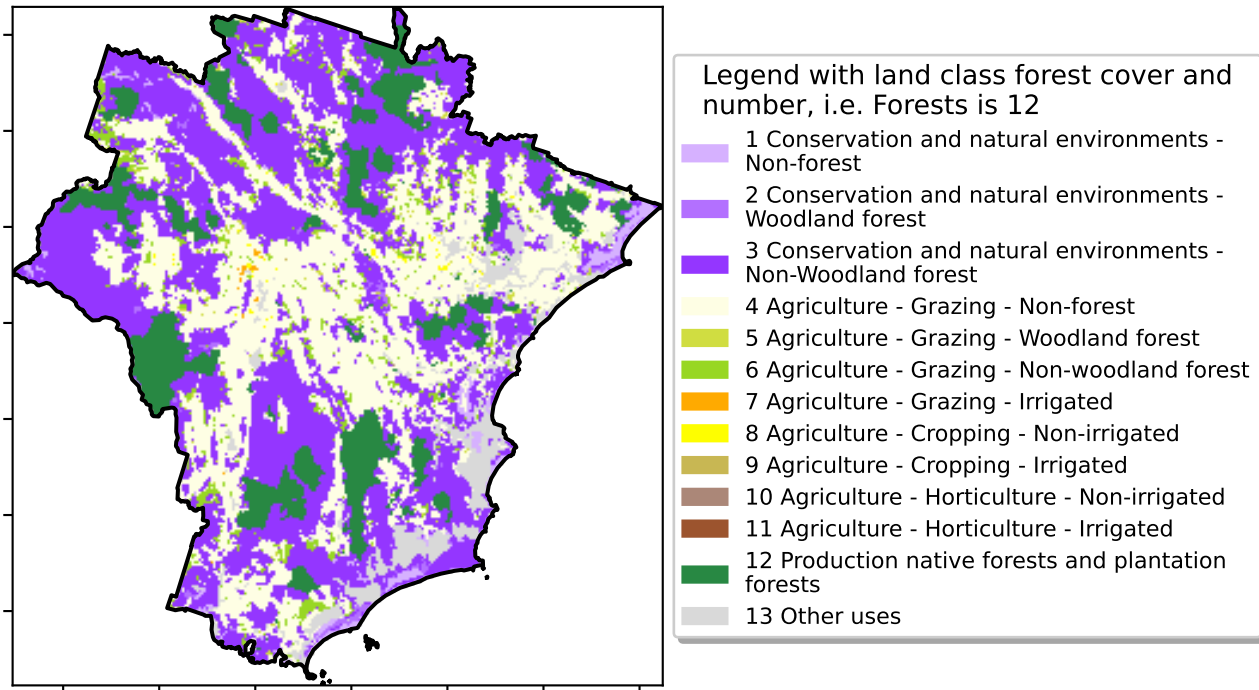 Legend with land class forest cover and
number, i.e. Forests is 12
1 Conservation and natural environments -
Non-forest
2 Conservation and natural environments -
Woodland forest
3 Conservation and natural environments -
Non-Woodland forest
4 Agriculture - Grazing - Non-forest
5 Agriculture - Grazing - Woodland forest
6 Agriculture - Grazing - Non-woodland forest
7 Agriculture - Grazing - Irrigated
8 Agriculture - Cropping - Non-irrigated
9 Agriculture - Cropping - Irrigated
10 Agriculture - Horticulture - Non-irrigated
11 Agriculture - Horticulture - Irrigated
12 Production native forests and plantation
forests
13 Other uses